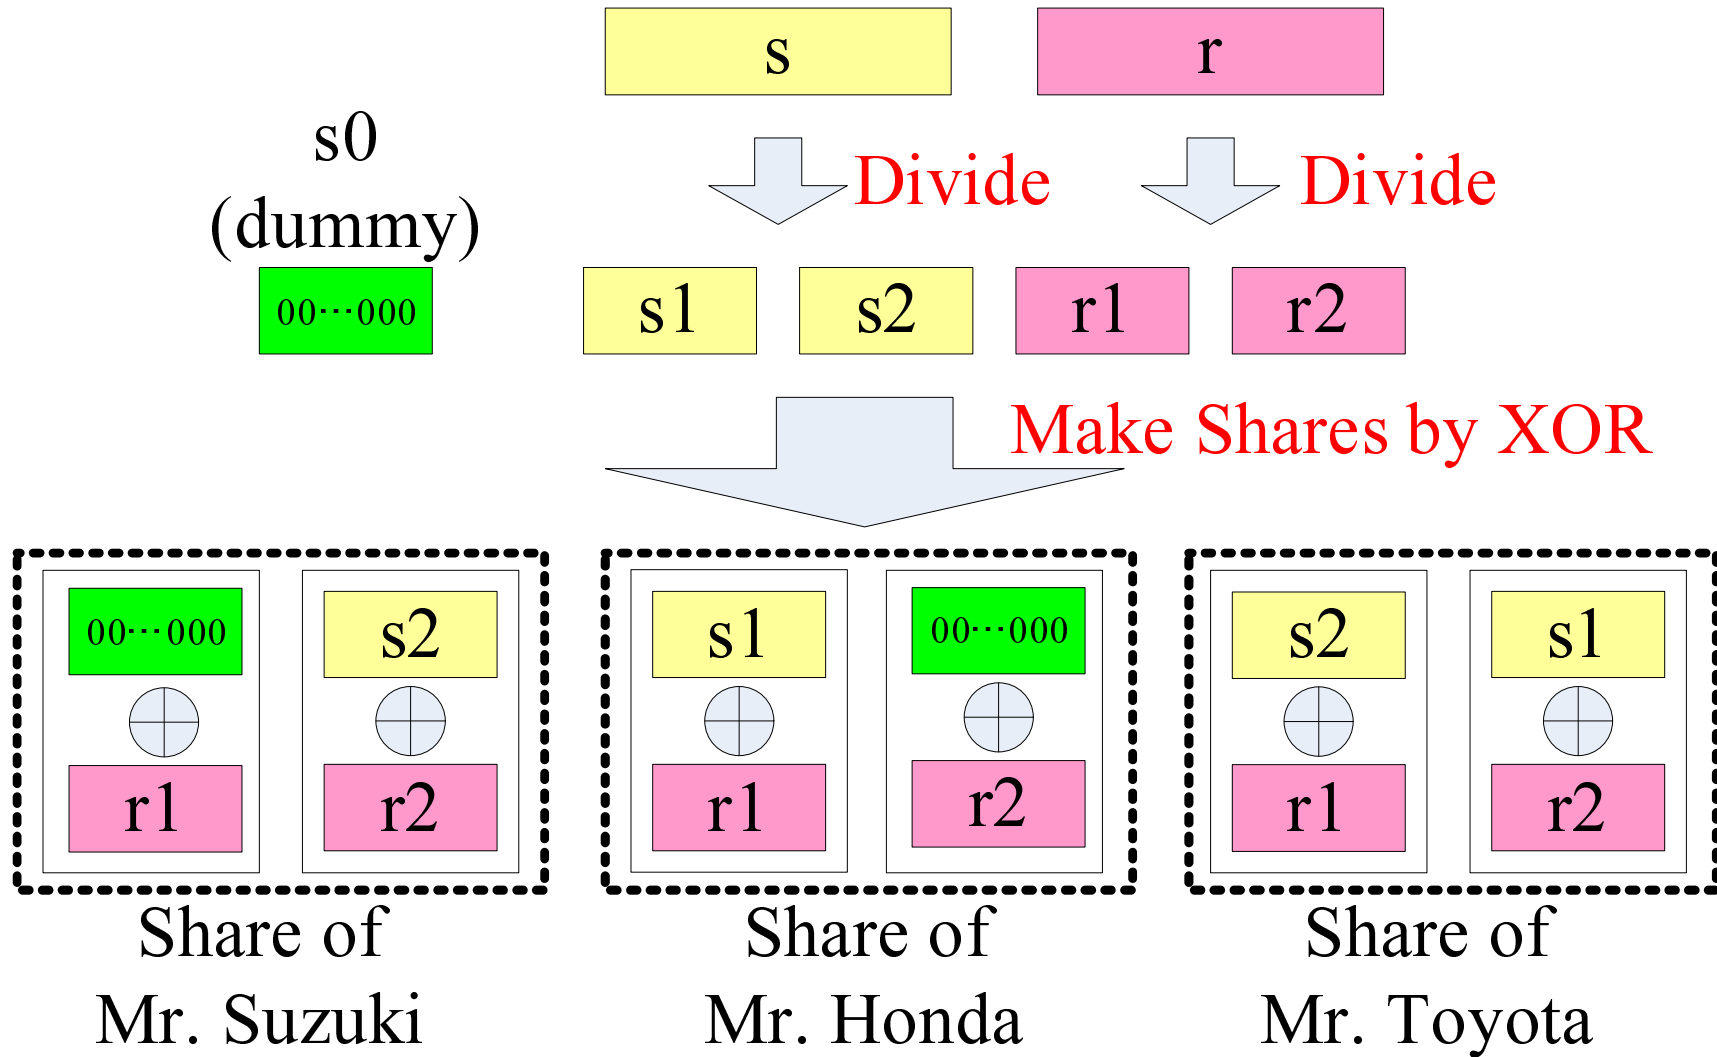 s r
s0
(dummy)
Divide Divide
00…000 s1 s2 r1 r2
Make Shares by XOR
00…000 s2 s1 00…000 s2 s1
r1 r2 r1 r2 r1 r2
Share of Share of Share of
Mr. Suzuki Mr. Honda Mr. Toyota